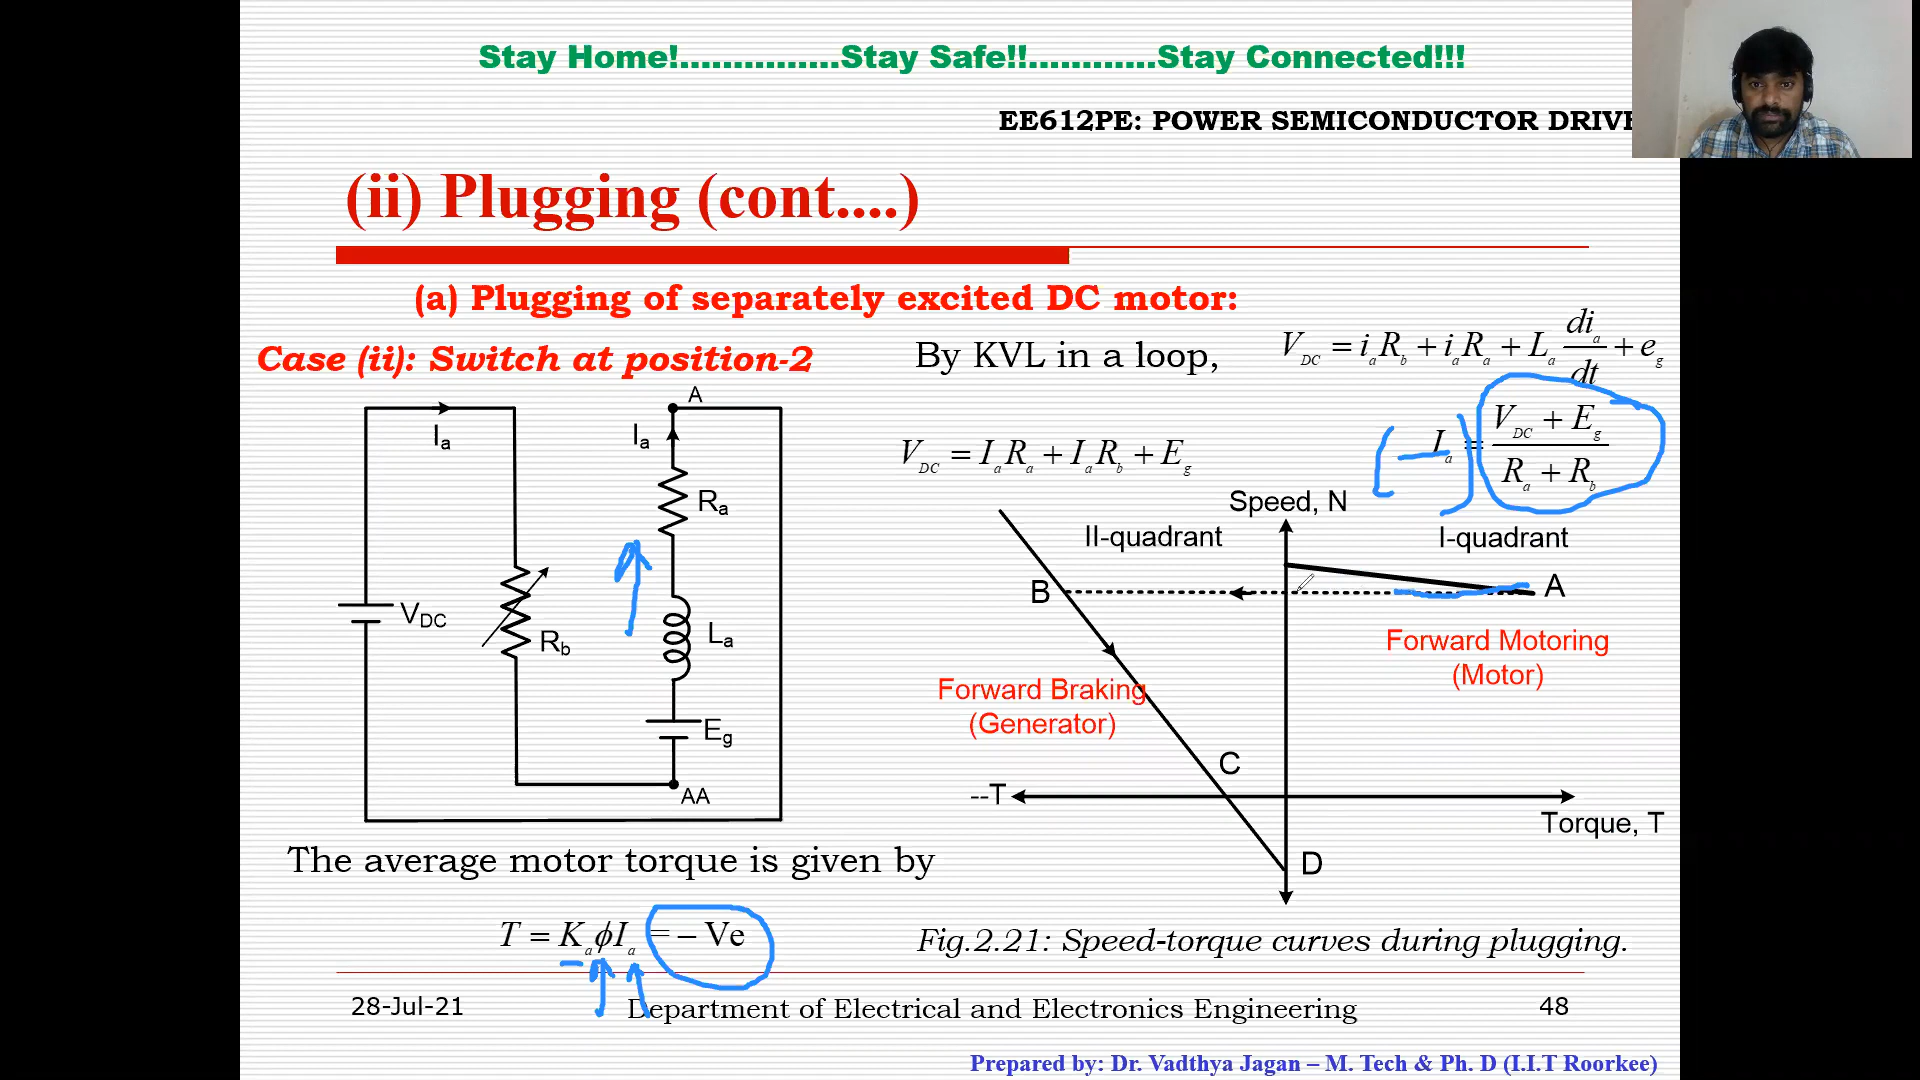 Stay Home!...............Stay Safe!!............Stay Connected!!!
EE612PE: POWER SEMICONDUCTOR DRIVE
(ii) Plugging (cont....)
(a) Plugging of separately excited DC motor:
Case (ii): Switch at position-2
By KVL in a loop,
V_DC = i_a R_b + i_a R_a + L_a di_a/dt + e_g
V_DC = I_a R_a + I_a R_b + E_g
I_a = (V_DC + E_g)/(R_a + R_b)
A
I_a
I_a
R_a
V_DC
R_b
L_a
E_g
AA
Speed, N
II-quadrant
I-quadrant
B
A
Forward Motoring
(Motor)
Forward Braking
(Generator)
C
--T
Torque, T
D
The average motor torque is given by
T = K_a ϕ I_a = – Ve
Fig.2.21: Speed-torque curves during plugging.
28-Jul-21
Department of Electrical and Electronics Engineering
48
Prepared by: Dr. Vadthya Jagan – M. Tech & Ph. D (I.I.T Roorkee)